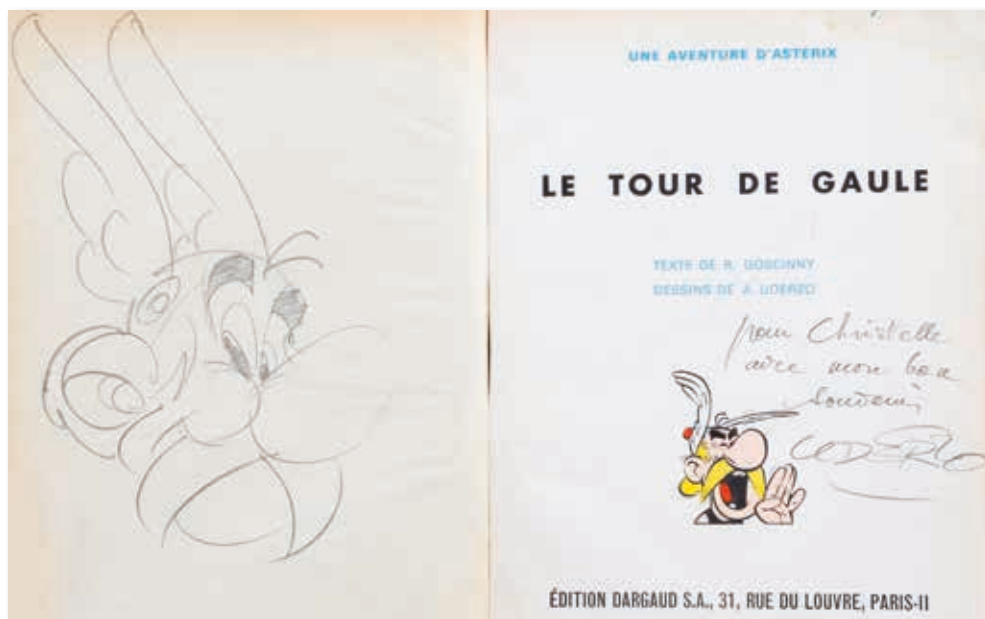 UNE AVENTURE D'ASTERIX
LE TOUR DE GAULE
TEXTE DE R. GOSCINNY
DESSINS DE A. UDERZO
pour Christelle
avec mon bon
souvenir
UDERZO
ÉDITION DARGAUD S.A., 31, RUE DU LOUVRE, PARIS-II